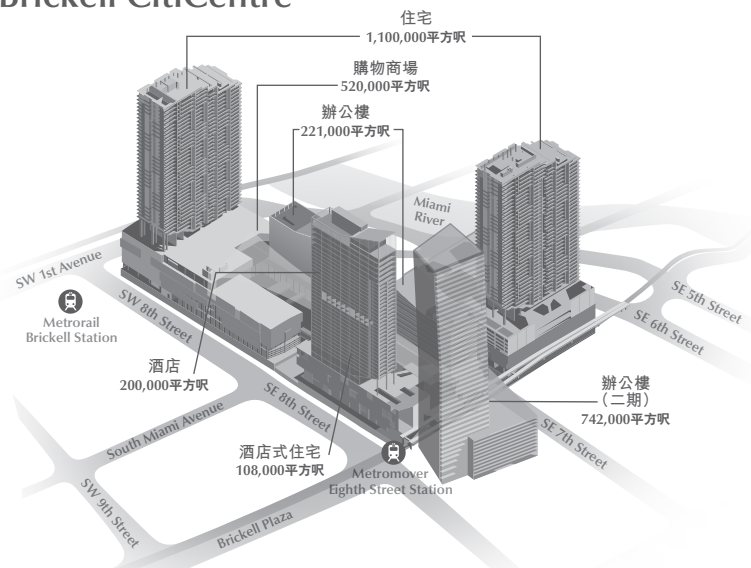 Brickell CitiCentre
住宅
1,100,000平方呎
購物商場
520,000平方呎
辦公樓
221,000平方呎
Miami
River
SW 1st Avenue
SE 5th Street
Metrorail
Brickell Station
SW 8th Street
SE 6th Street
酒店
200,000平方呎
辦公樓
（二期）
742,000平方呎
SE 8th Street
South Miami Avenue
SE 7th Street
酒店式住宅
108,000平方呎
Metromover
Eighth Street Station
SW 9th Street
Brickell Plaza